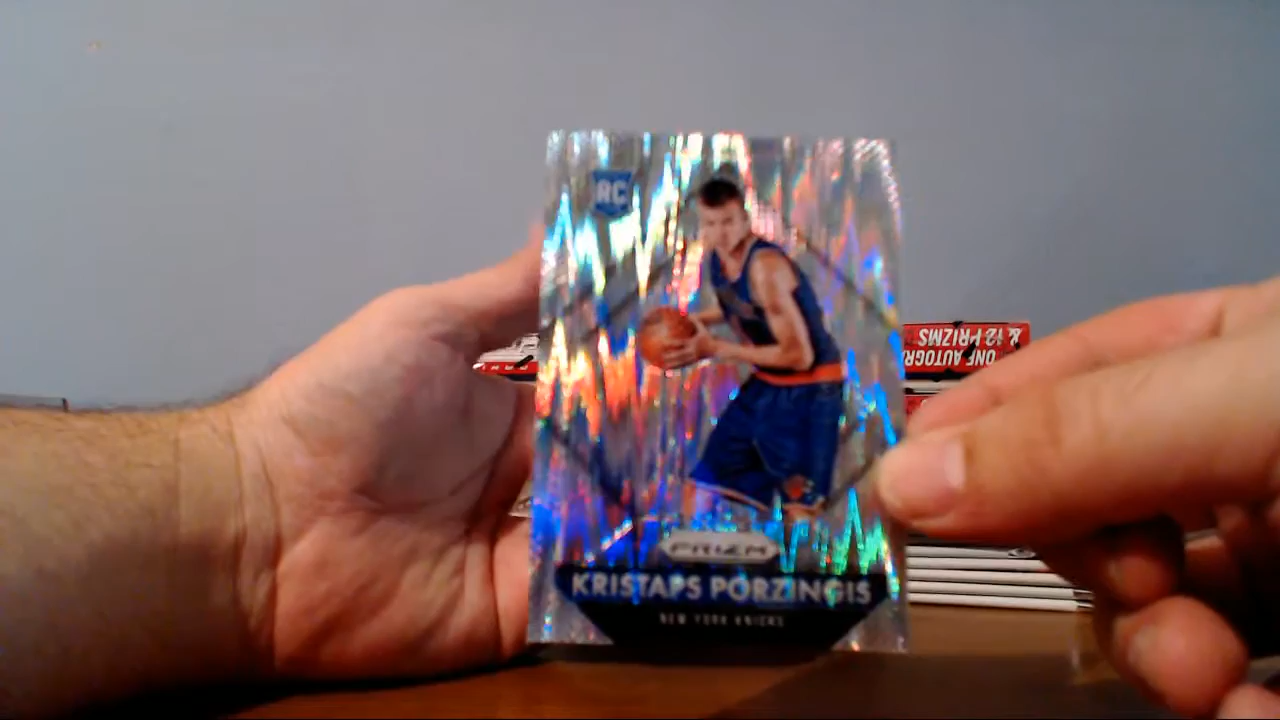 RC
PRIZM
KRISTAPS PORZINGIS
NEW YORK KNICKS
& 12 PRIZMS
ONE AUTOGR